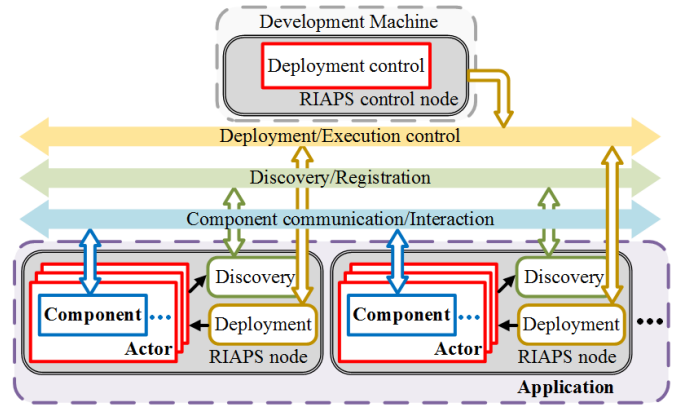 Development Machine
Deployment control
RIAPS control node
Deployment/Execution control
Discovery/Registration
Component communication/Interaction
Discovery
Component ...
Deployment
Actor
RIAPS node
Discovery
Component ...
Deployment
Actor
RIAPS node
...
Application